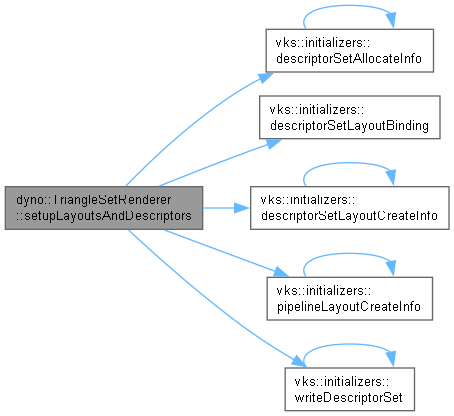 vks::initializers::
descriptorSetAllocateInfo
vks::initializers::
descriptorSetLayoutBinding
dyno::TriangleSetRenderer
::setupLayoutsAndDescriptors
vks::initializers::
descriptorSetLayoutCreateInfo
vks::initializers::
pipelineLayoutCreateInfo
vks::initializers::
writeDescriptorSet